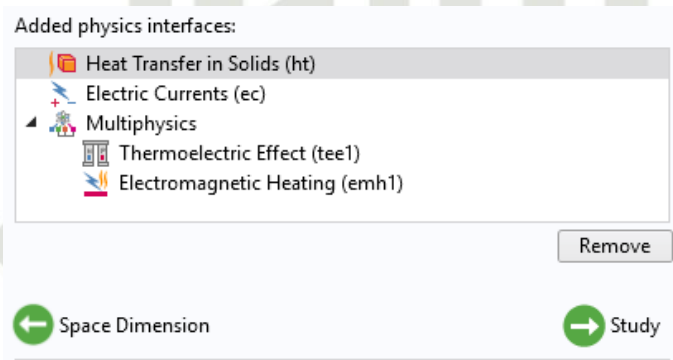 Added physics interfaces:
Heat Transfer in Solids (ht)
Electric Currents (ec)
Multiphysics
Thermoelectric Effect (tee1)
Electromagnetic Heating (emh1)
Remove
Space Dimension
Study